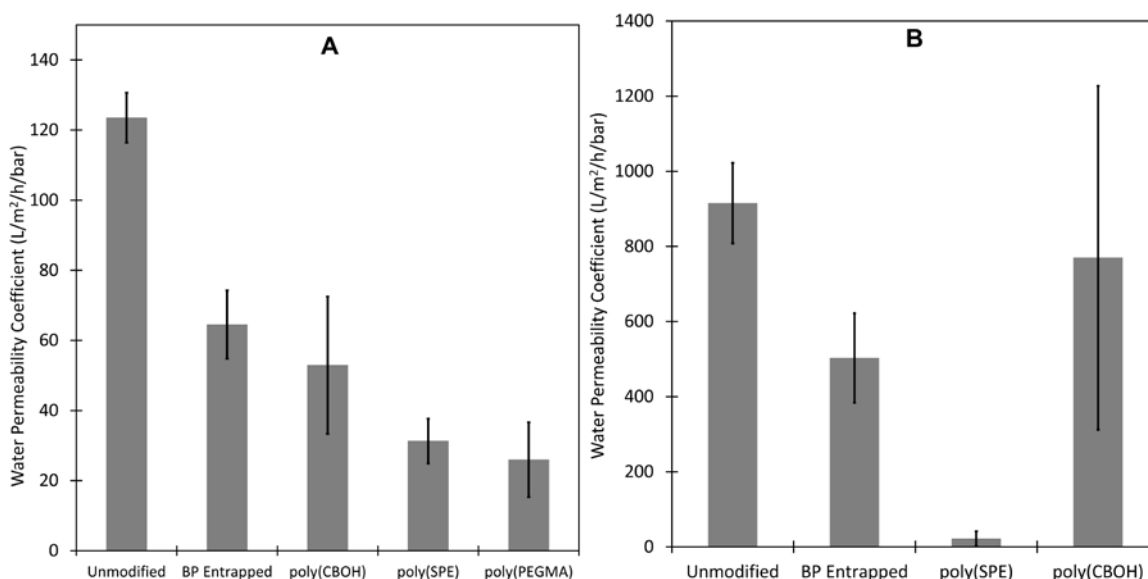 A
Water Permeability Coefficient (L/m²/h/bar)
140
120
100
80
60
40
20
0
Unmodified BP Entrapped poly(CBOH) poly(SPE) poly(PEGMA)
B
Water Permeability Coefficient (L/m²/h/bar)
1400
1200
1000
800
600
400
200
0
Unmodified BP Entrapped poly(SPE) poly(CBOH)